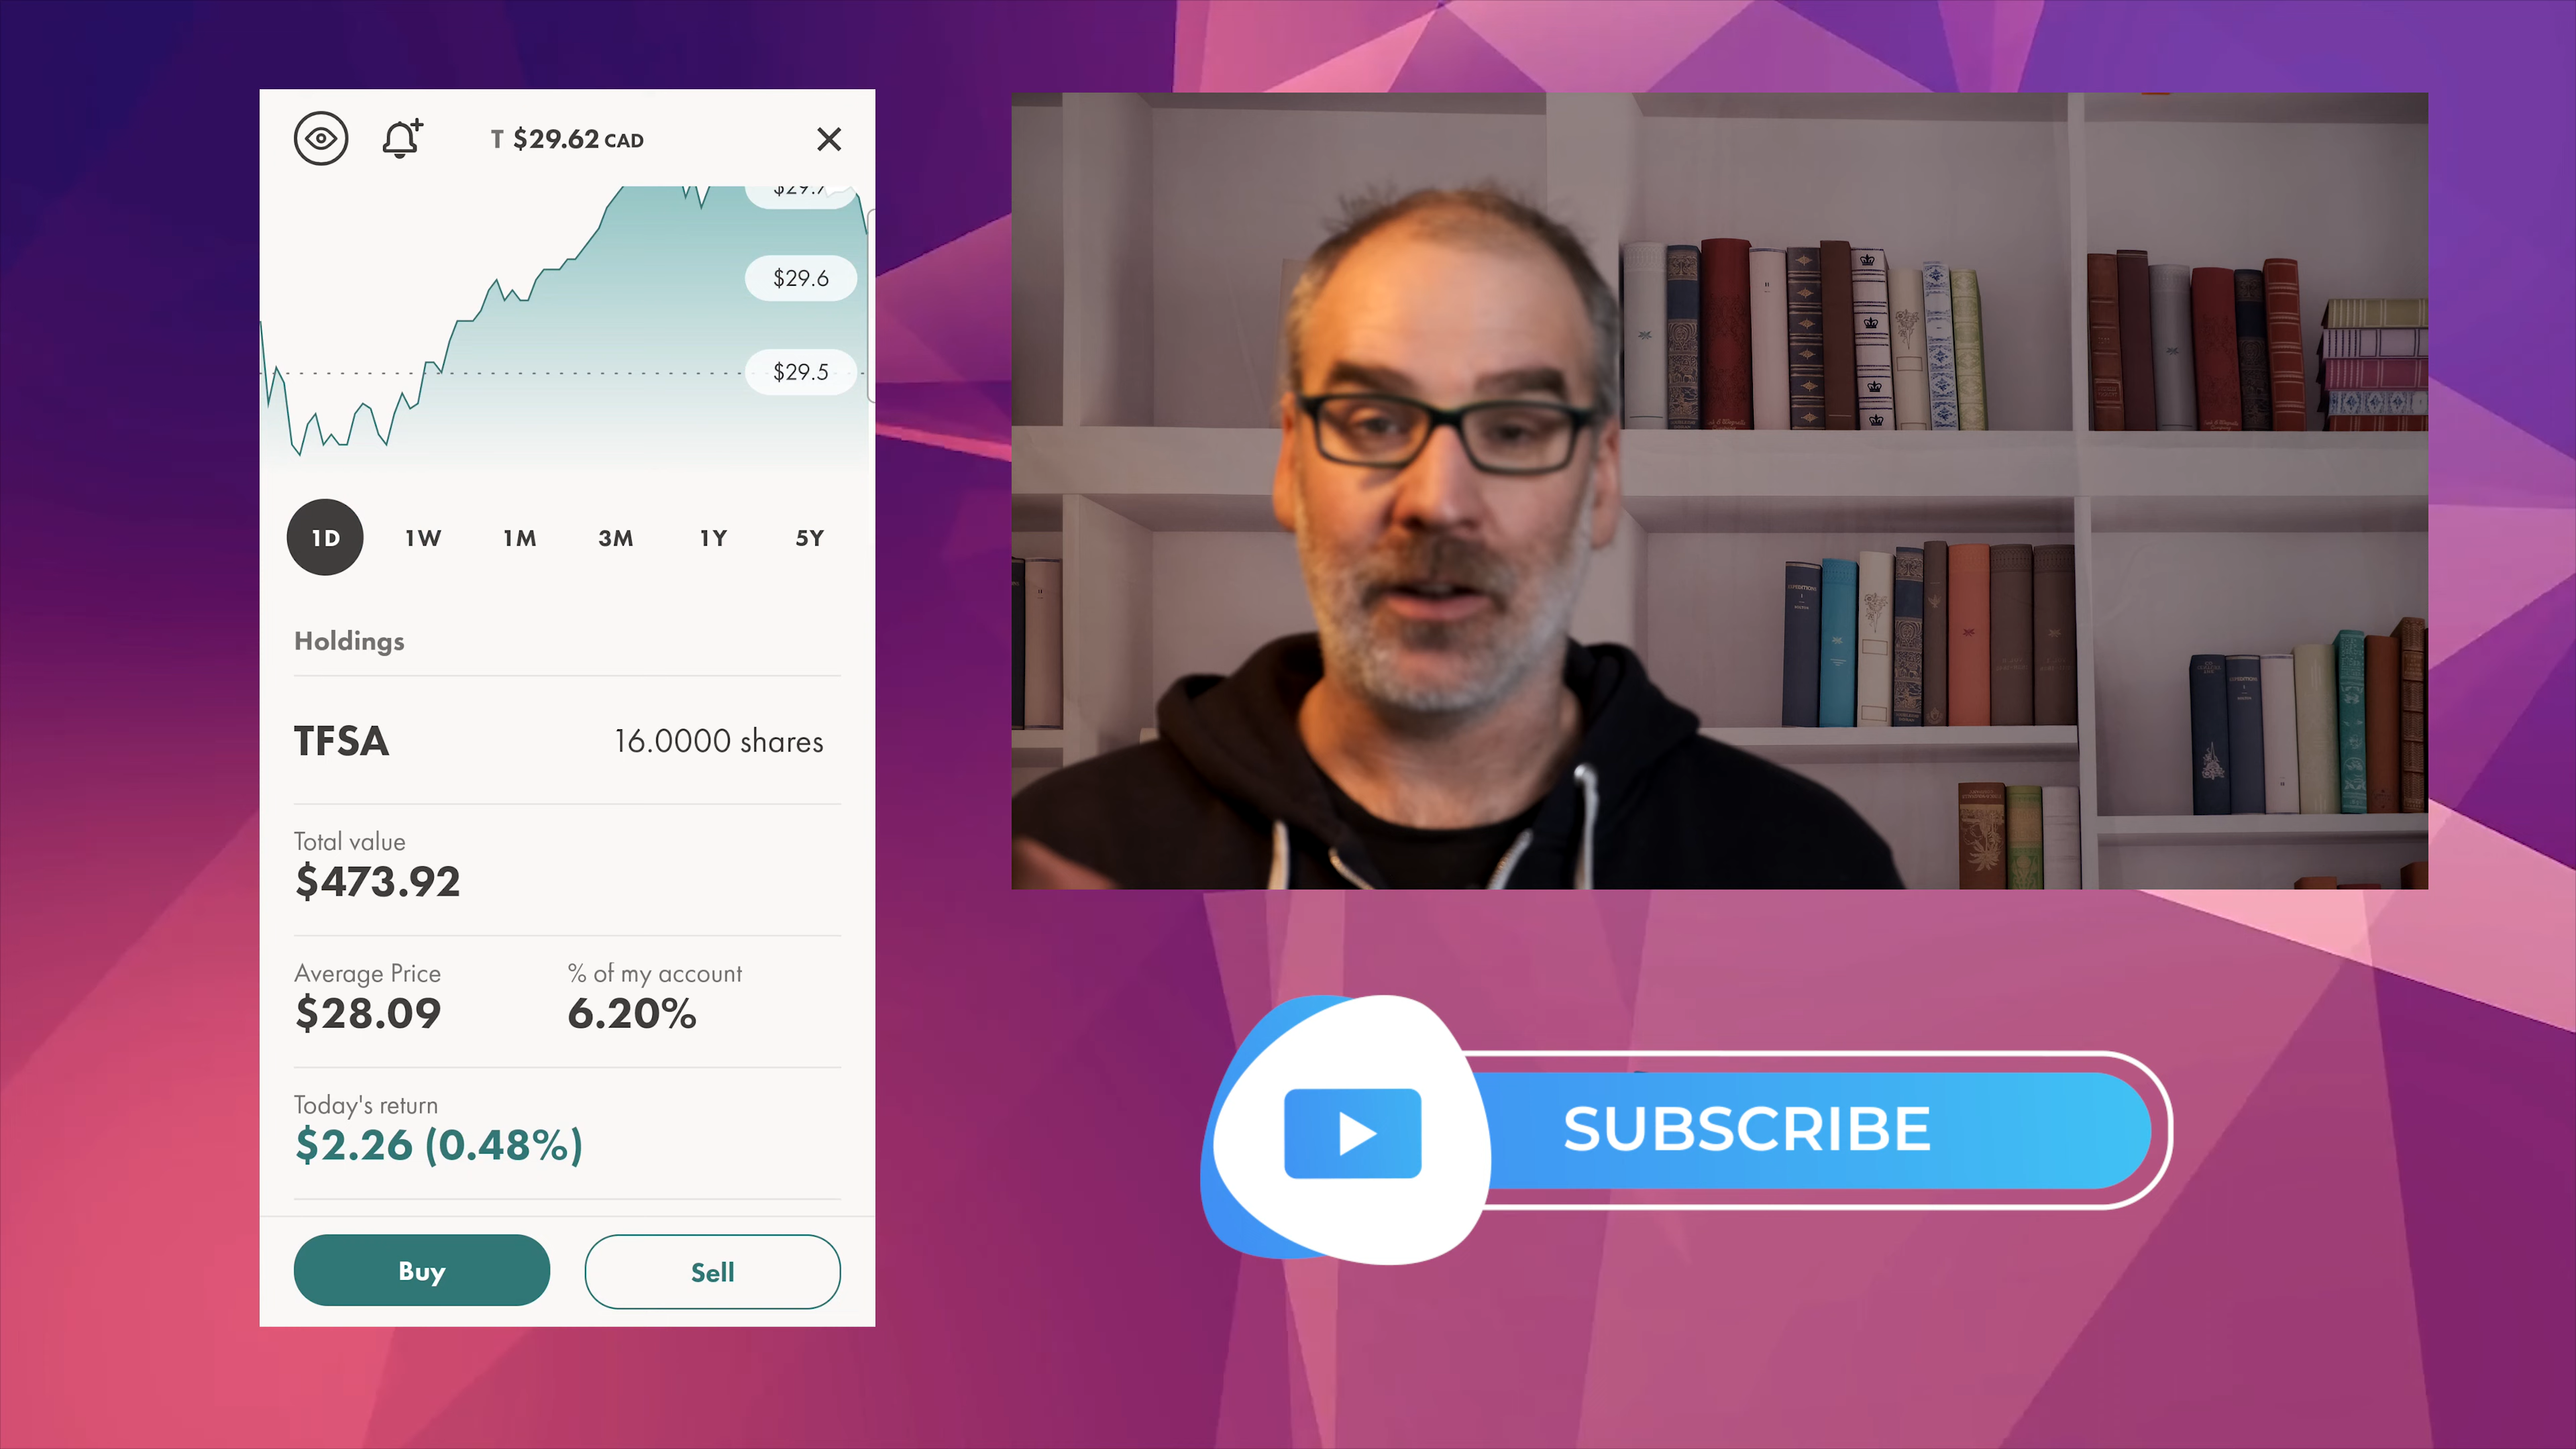 T $29.62 CAD
$29.7
$29.6
$29.5
1D 1W 1M 3M 1Y 5Y
Holdings
TFSA 16.0000 shares
Total value
$473.92
Average Price % of my account
$28.09 6.20%
Today's return
$2.26 (0.48%)
Buy Sell
SUBSCRIBE